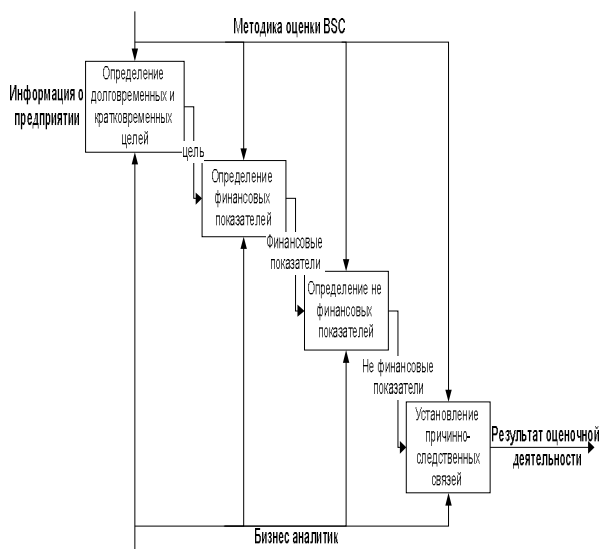 Методика оценки BSC
Информация о
предприятии
Определение
долговременных и
кратковременных
целей
цель
Определение
финансовых
показателей
Финансовые
показатели
Определение не
финансовых
показателей
Не финансовые
показатели
Установление
причинно-
следственных
связей
Результат оценочной
деятельности
Бизнес аналитик